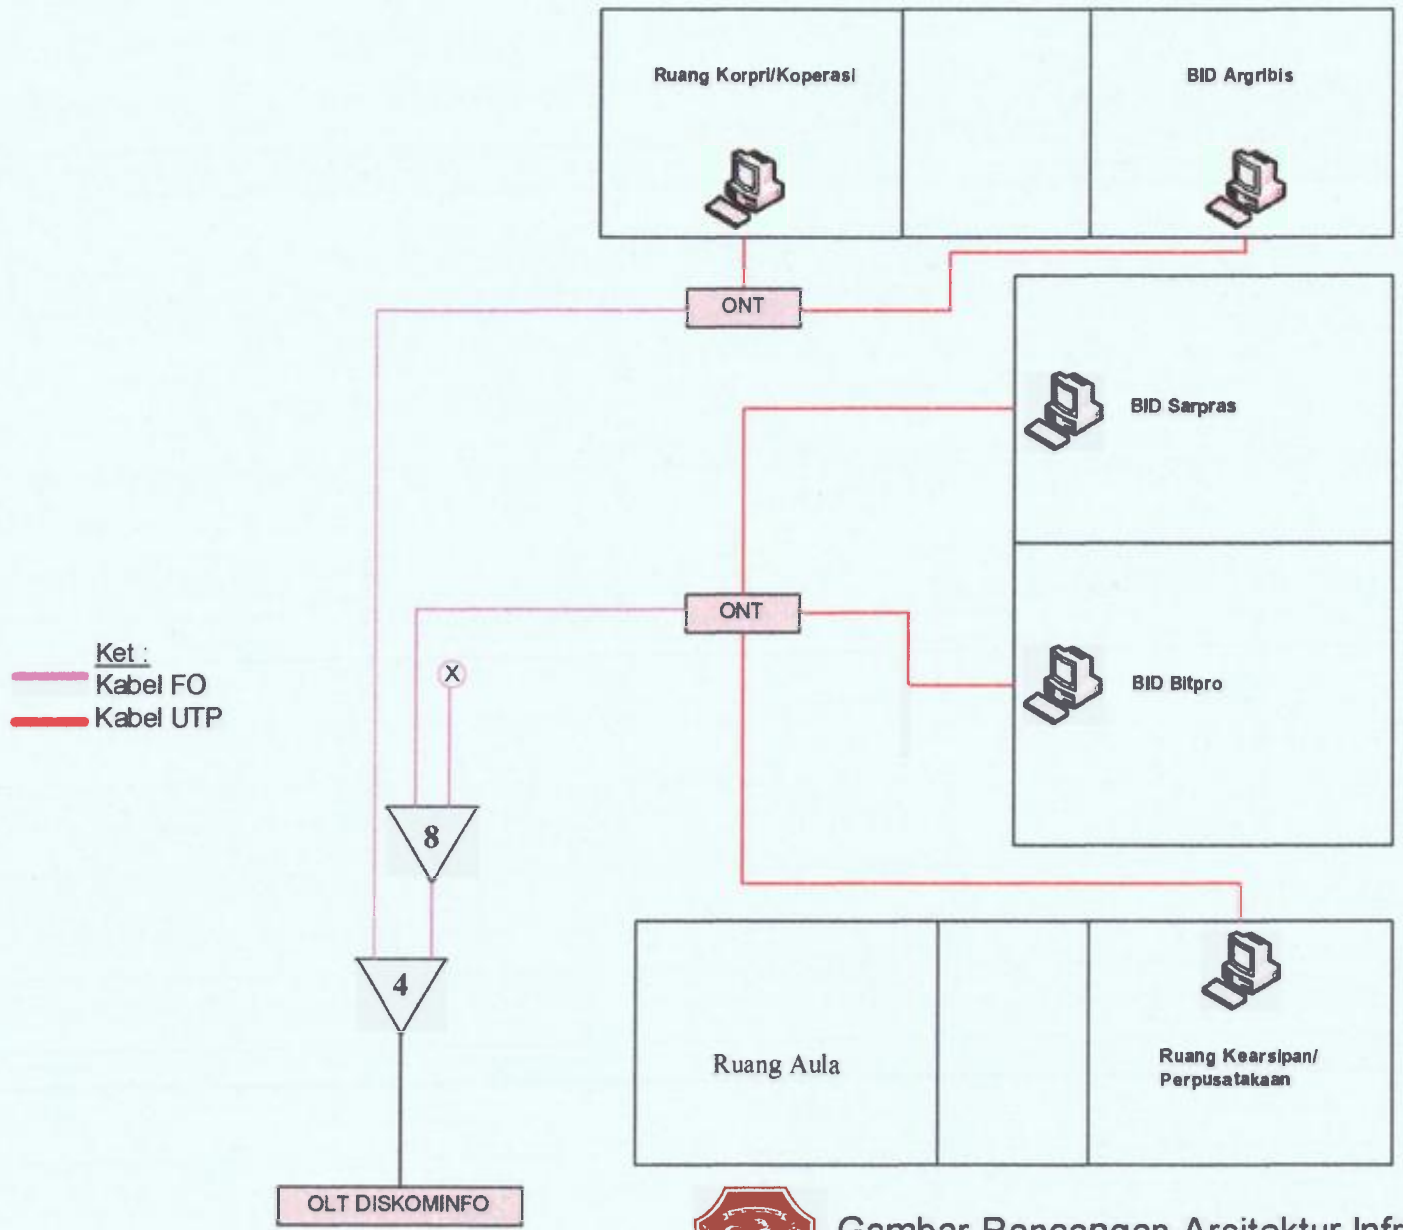 Ruang Korpri/Koperasi
BID Argribis
ONT
BID Sarpras
ONT
Ket :
Kabel FO
Kabel UTP
X
BID Bitpro
8
4
Ruang Aula
Ruang Kearsipan/
Perpusatakaan
OLT DISKOMINFO
Gambar Rancangan Arsitektur Infr